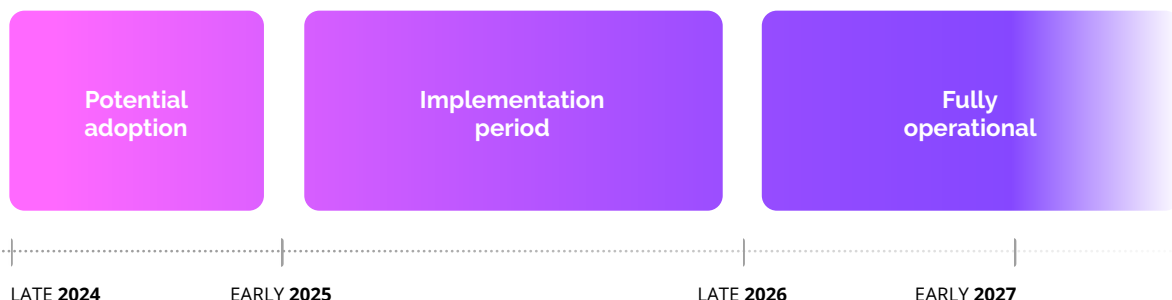 Potential
adoption
Implementation
period
Fully
operational
LATE 2024
EARLY 2025
LATE 2026
EARLY 2027